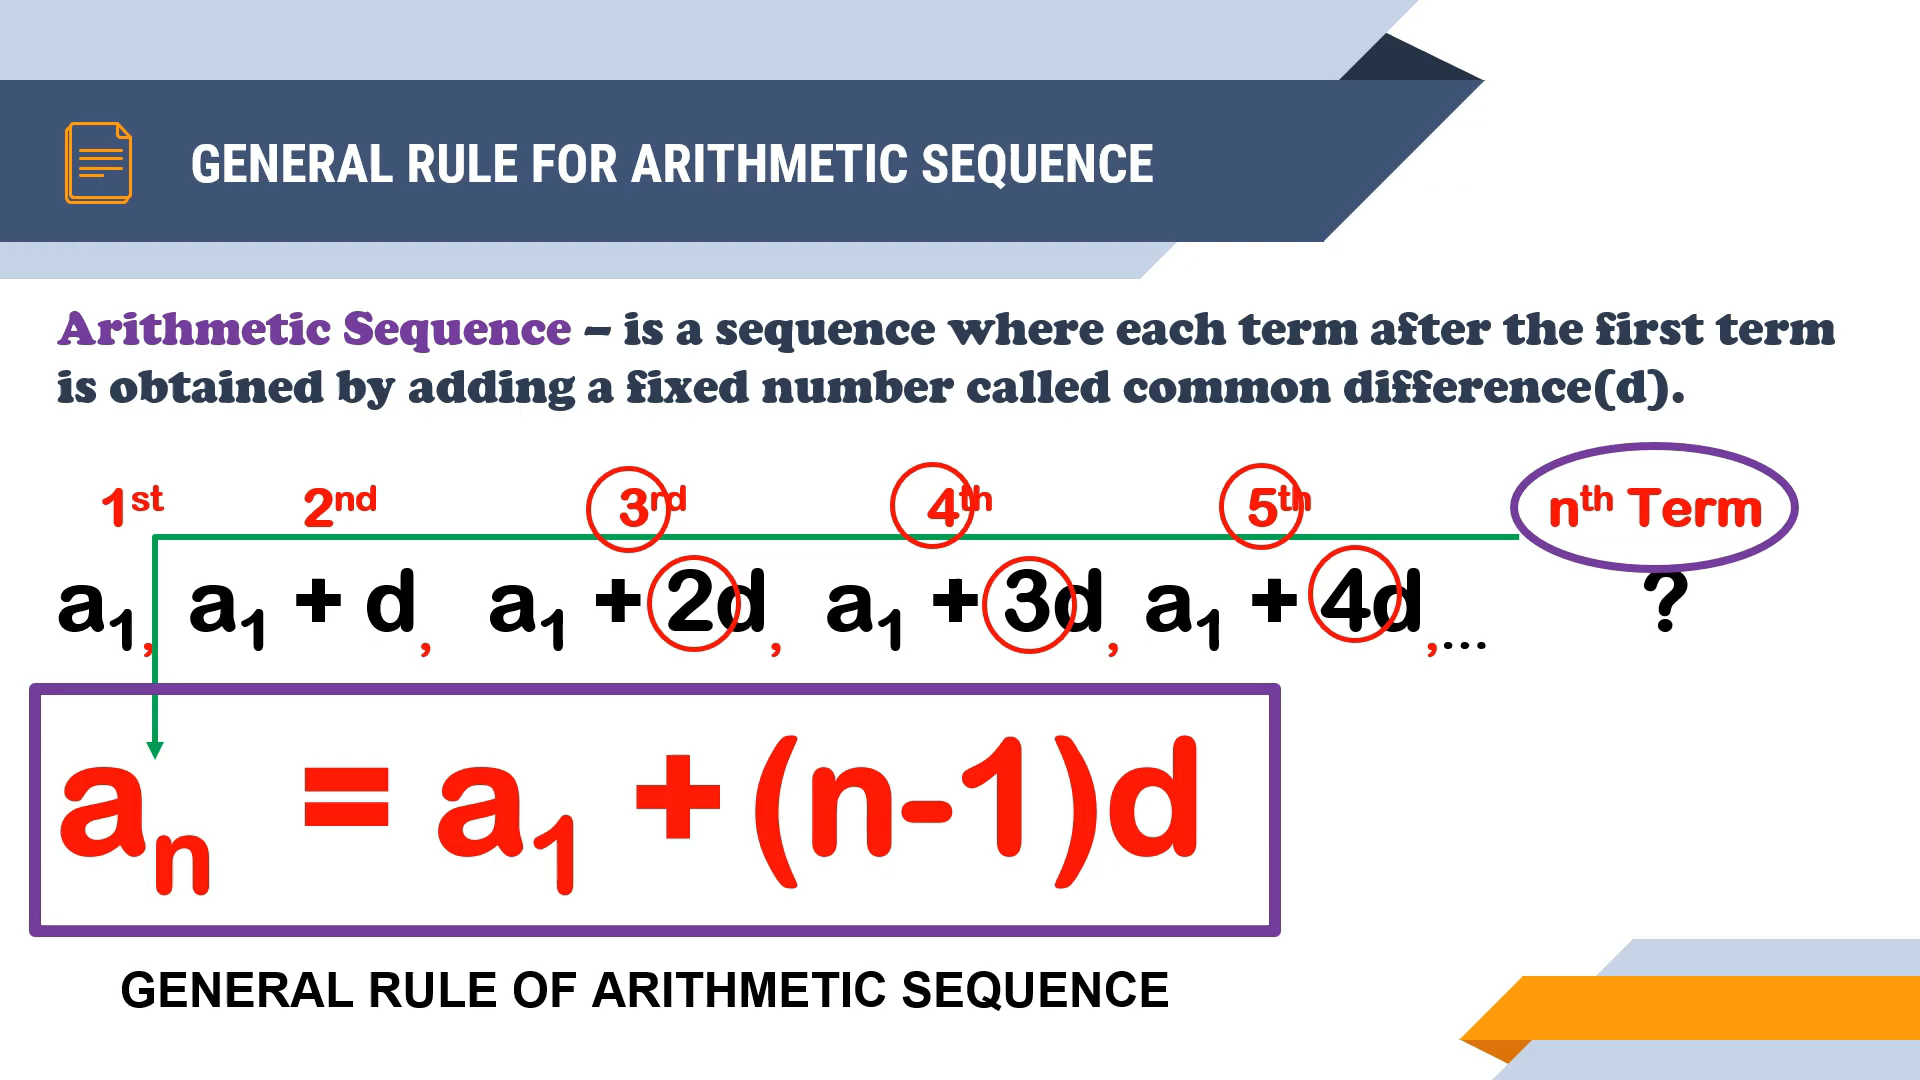 GENERAL RULE FOR ARITHMETIC SEQUENCE
Arithmetic Sequence – is a sequence where each term after the first term
is obtained by adding a fixed number called common difference(d).
1st 2nd 3rd 4th 5th nth Term
a₁, a₁ + d, a₁ + 2d, a₁ + 3d, a₁ + 4d,... ?
aₙ = a₁ + (n-1)d
GENERAL RULE OF ARITHMETIC SEQUENCE